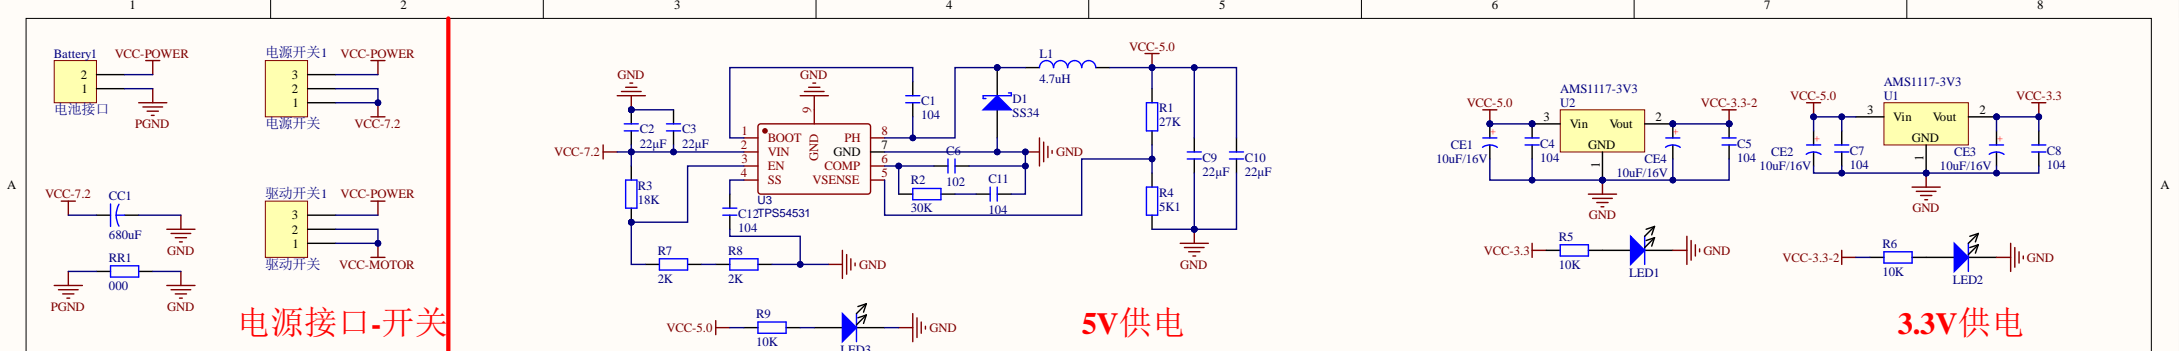 1 2 3 4 5 6 7 8
A
A
Battery1
VCC-POWER
2
1
电池接口
PGND
电源开关1
VCC-POWER
3
2
1
电源开关
VCC-7.2
VCC-7.2
CC1
680uF
GND
RR1
000
PGND
GND
驱动开关1
VCC-POWER
3
2
1
驱动开关
VCC-MOTOR
电源接口-开关
GND
C2
22μF
C3
22μF
VCC-7.2
R3
18K
R7
2K
R8
2K
GND
C12
104
GND
9
1 BOOT
2 VIN
3 EN
4 SS
GND
PH 8
GND 7
COMP 6
VSENSE 5
U3
TPS54531
C1
104
D1
SS34
L1
4.7uH
GND
C6
102
R2
30K
C11
104
VCC-5.0
R1
27K
R4
5K1
C9
22μF
C10
22μF
GND
VCC-5.0
R9
10K
LED3
GND
5V供电
AMS1117-3V3
U2
VCC-5.0
3
Vin Vout
GND
1
2
VCC-3.3-2
CE1
10uF/16V
C4
104
CE4
10uF/16V
C5
104
GND
VCC-3.3
R5
10K
LED1
GND
AMS1117-3V3
U1
VCC-5.0
3
Vin Vout
GND
1
2
VCC-3.3
CE2
10uF/16V
C7
104
CE3
10uF/16V
C8
104
GND
VCC-3.3-2
R6
10K
LED2
GND
3.3V供电